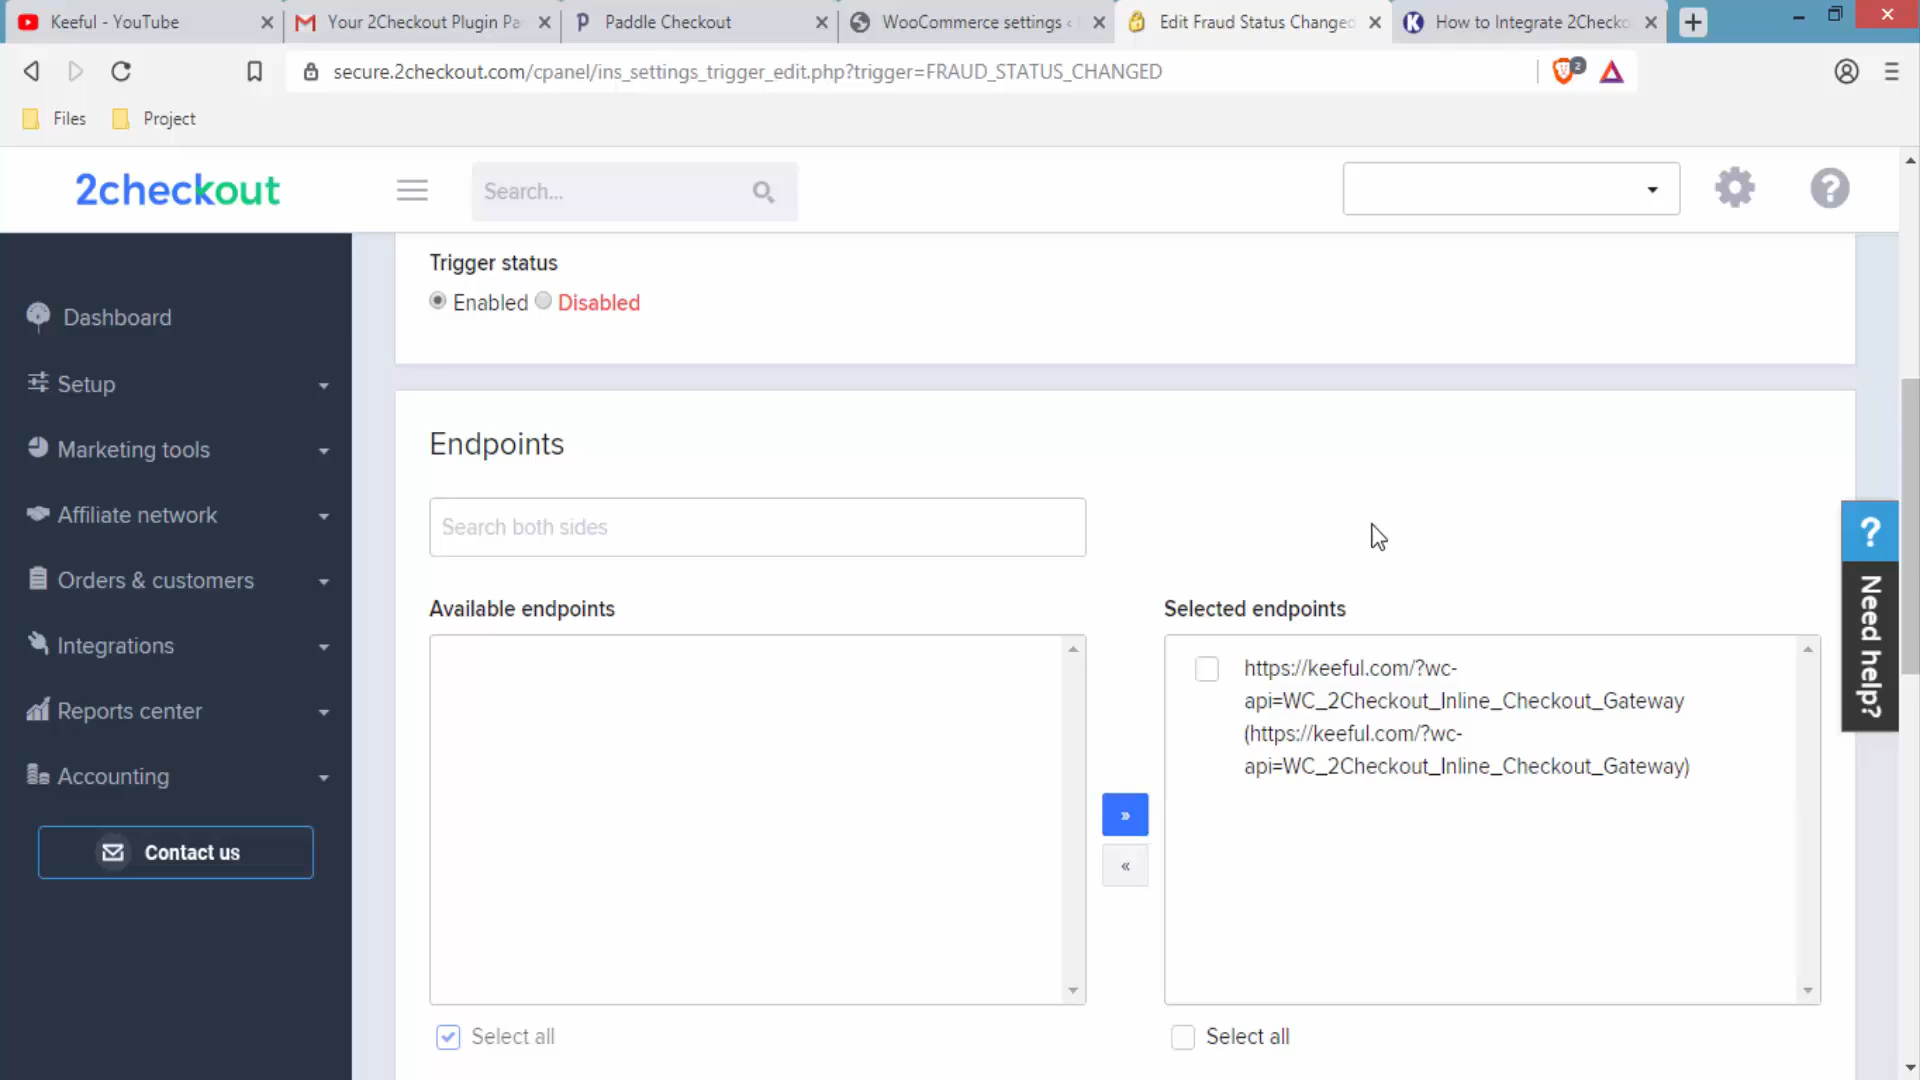 Keeful - YouTube
Your 2Checkout Plugin Pa
Paddle Checkout
WooCommerce settings ‹
Edit Fraud Status Changed
How to Integrate 2Checko
secure.2checkout.com/cpanel/ins_settings_trigger_edit.php?trigger=FRAUD_STATUS_CHANGED
2
Files
Project
2checkout
Search...
Trigger status
Enabled
Disabled
Dashboard
Setup
Marketing tools
Affiliate network
Orders & customers
Integrations
Reports center
Accounting
Contact us
Endpoints
Search both sides
Available endpoints
Selected endpoints
https://keeful.com/?wc-
api=WC_2Checkout_Inline_Checkout_Gateway
(https://keeful.com/?wc-
api=WC_2Checkout_Inline_Checkout_Gateway)
»
«
Select all
Select all
?
Need help?